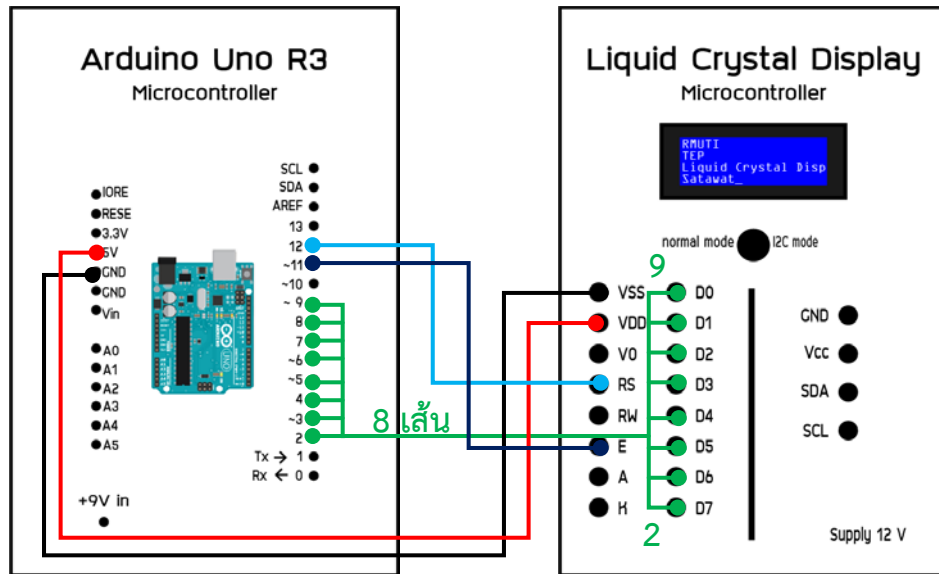 Arduino Uno R3
Microcontroller
SCL
SDA
AREF
13
12
~11
~10
~ 9
8
7
~6
~5
4
~3
2
Tx → 1
Rx ← 0
IORE
RESE
3.3V
5V
GND
GND
Vin
A0
A1
A2
A3
A4
A5
+9V in
8 เส้น
Liquid Crystal Display
Microcontroller
RMUTI
TEP
Liquid Crystal Disp
Satawat_
normal mode
I2C mode
9
VSS
VDD
V0
RS
RW
E
A
K
D0
D1
D2
D3
D4
D5
D6
D7
2
GND
Vcc
SDA
SCL
Supply 12 V